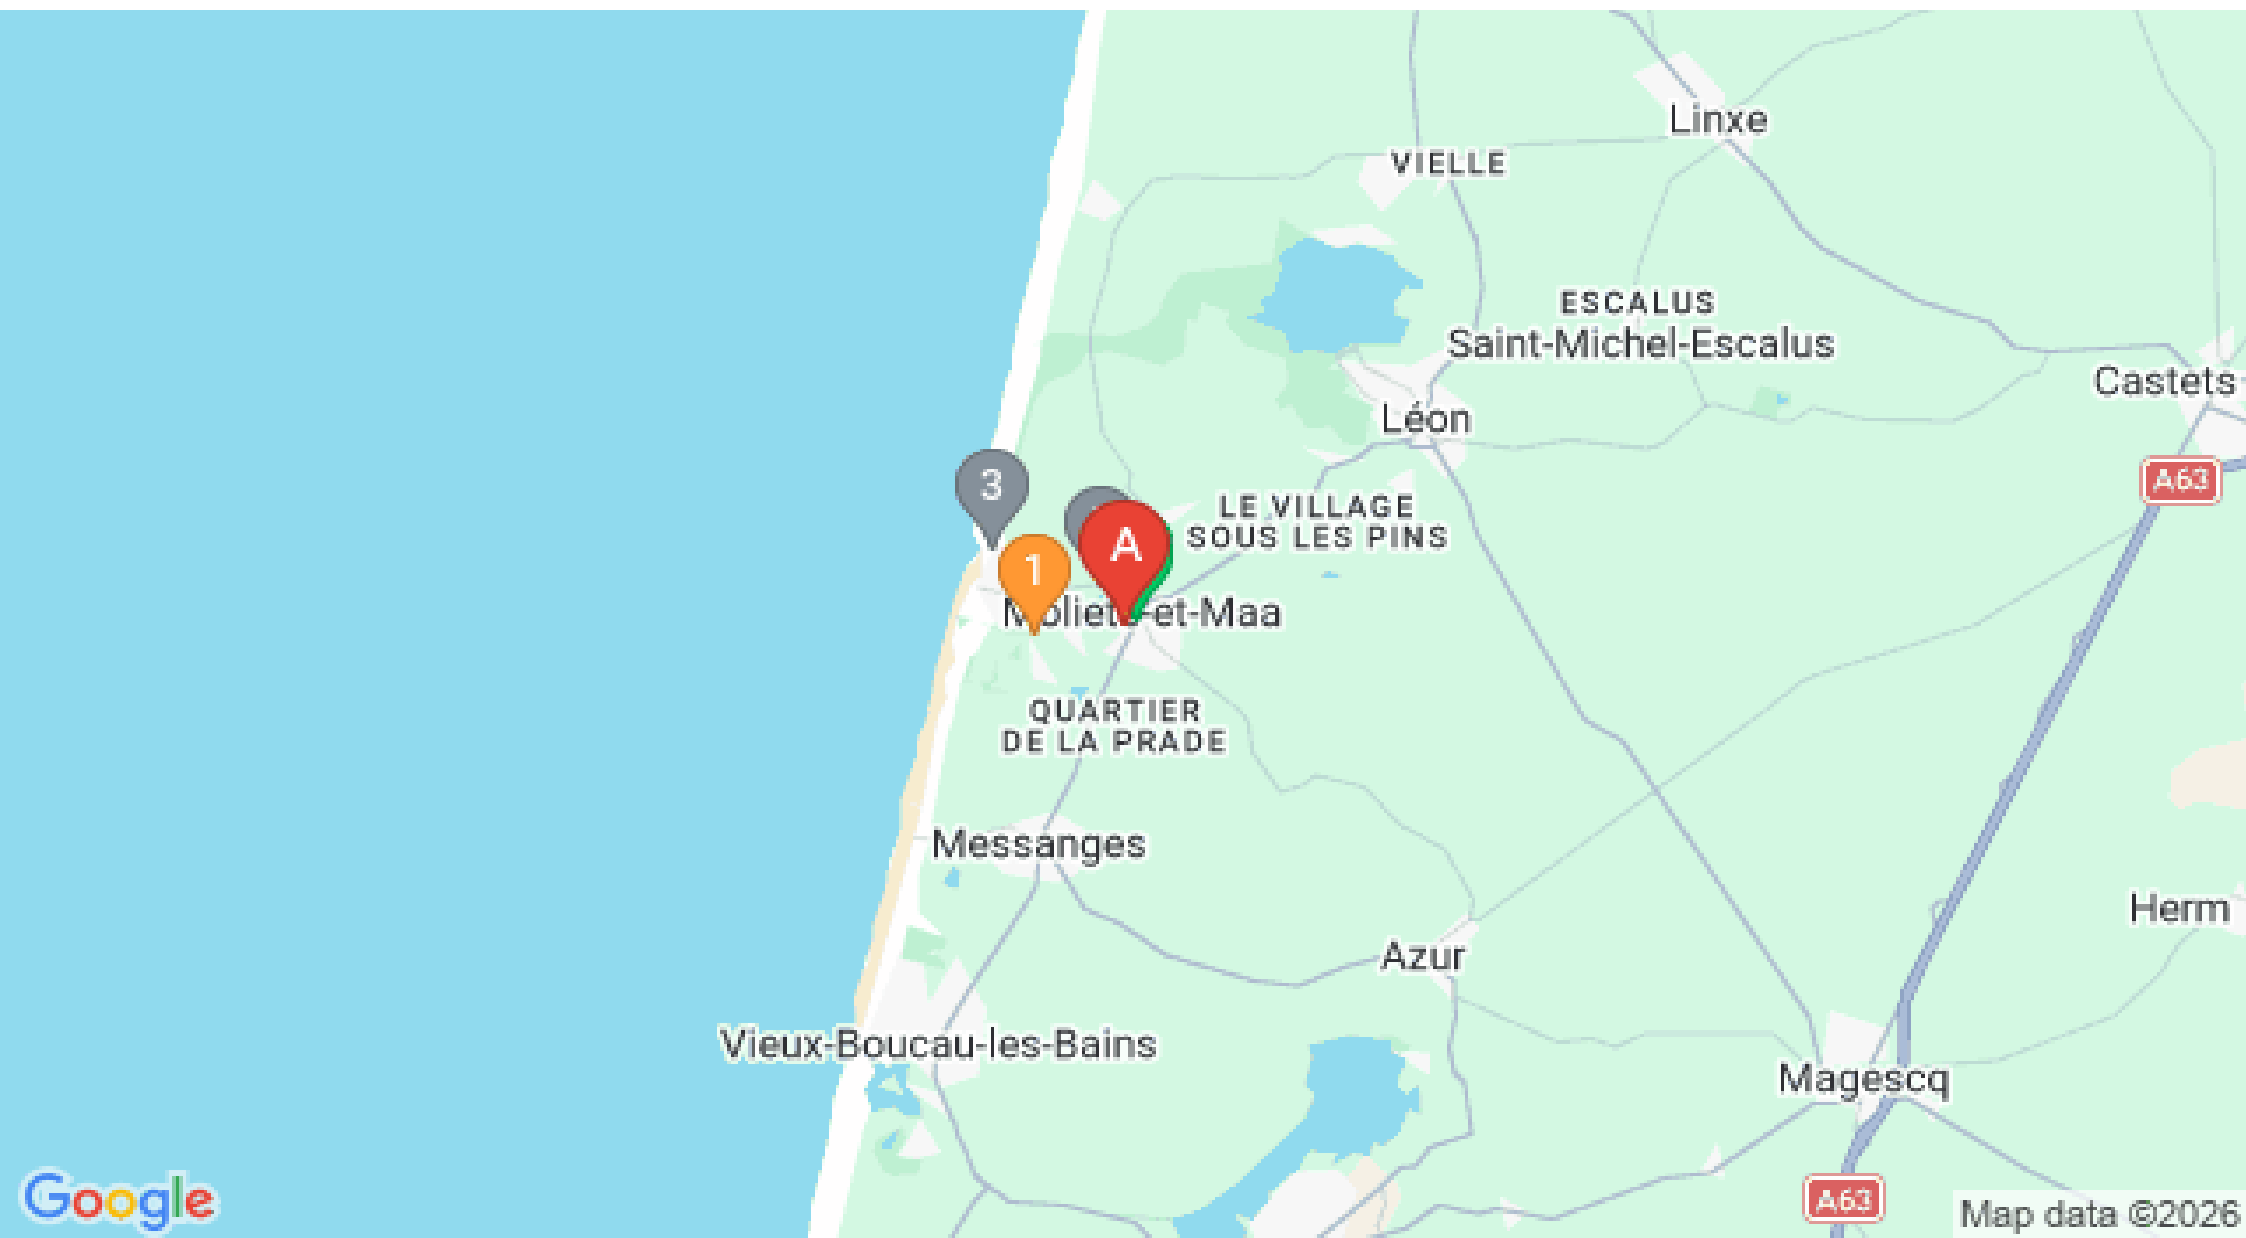 Linxe
VIELLE
ESCALUS
Saint-Michel-Escalus
Castets
Léon
A63
3
LE VILLAGE
SOUS LES PINS
A
1
Moliets-et-Maa
QUARTIER
DE LA PRADE
Messanges
Herm
Azur
Vieux-Boucau-les-Bains
Magescq
A63
Google
Map data ©2026